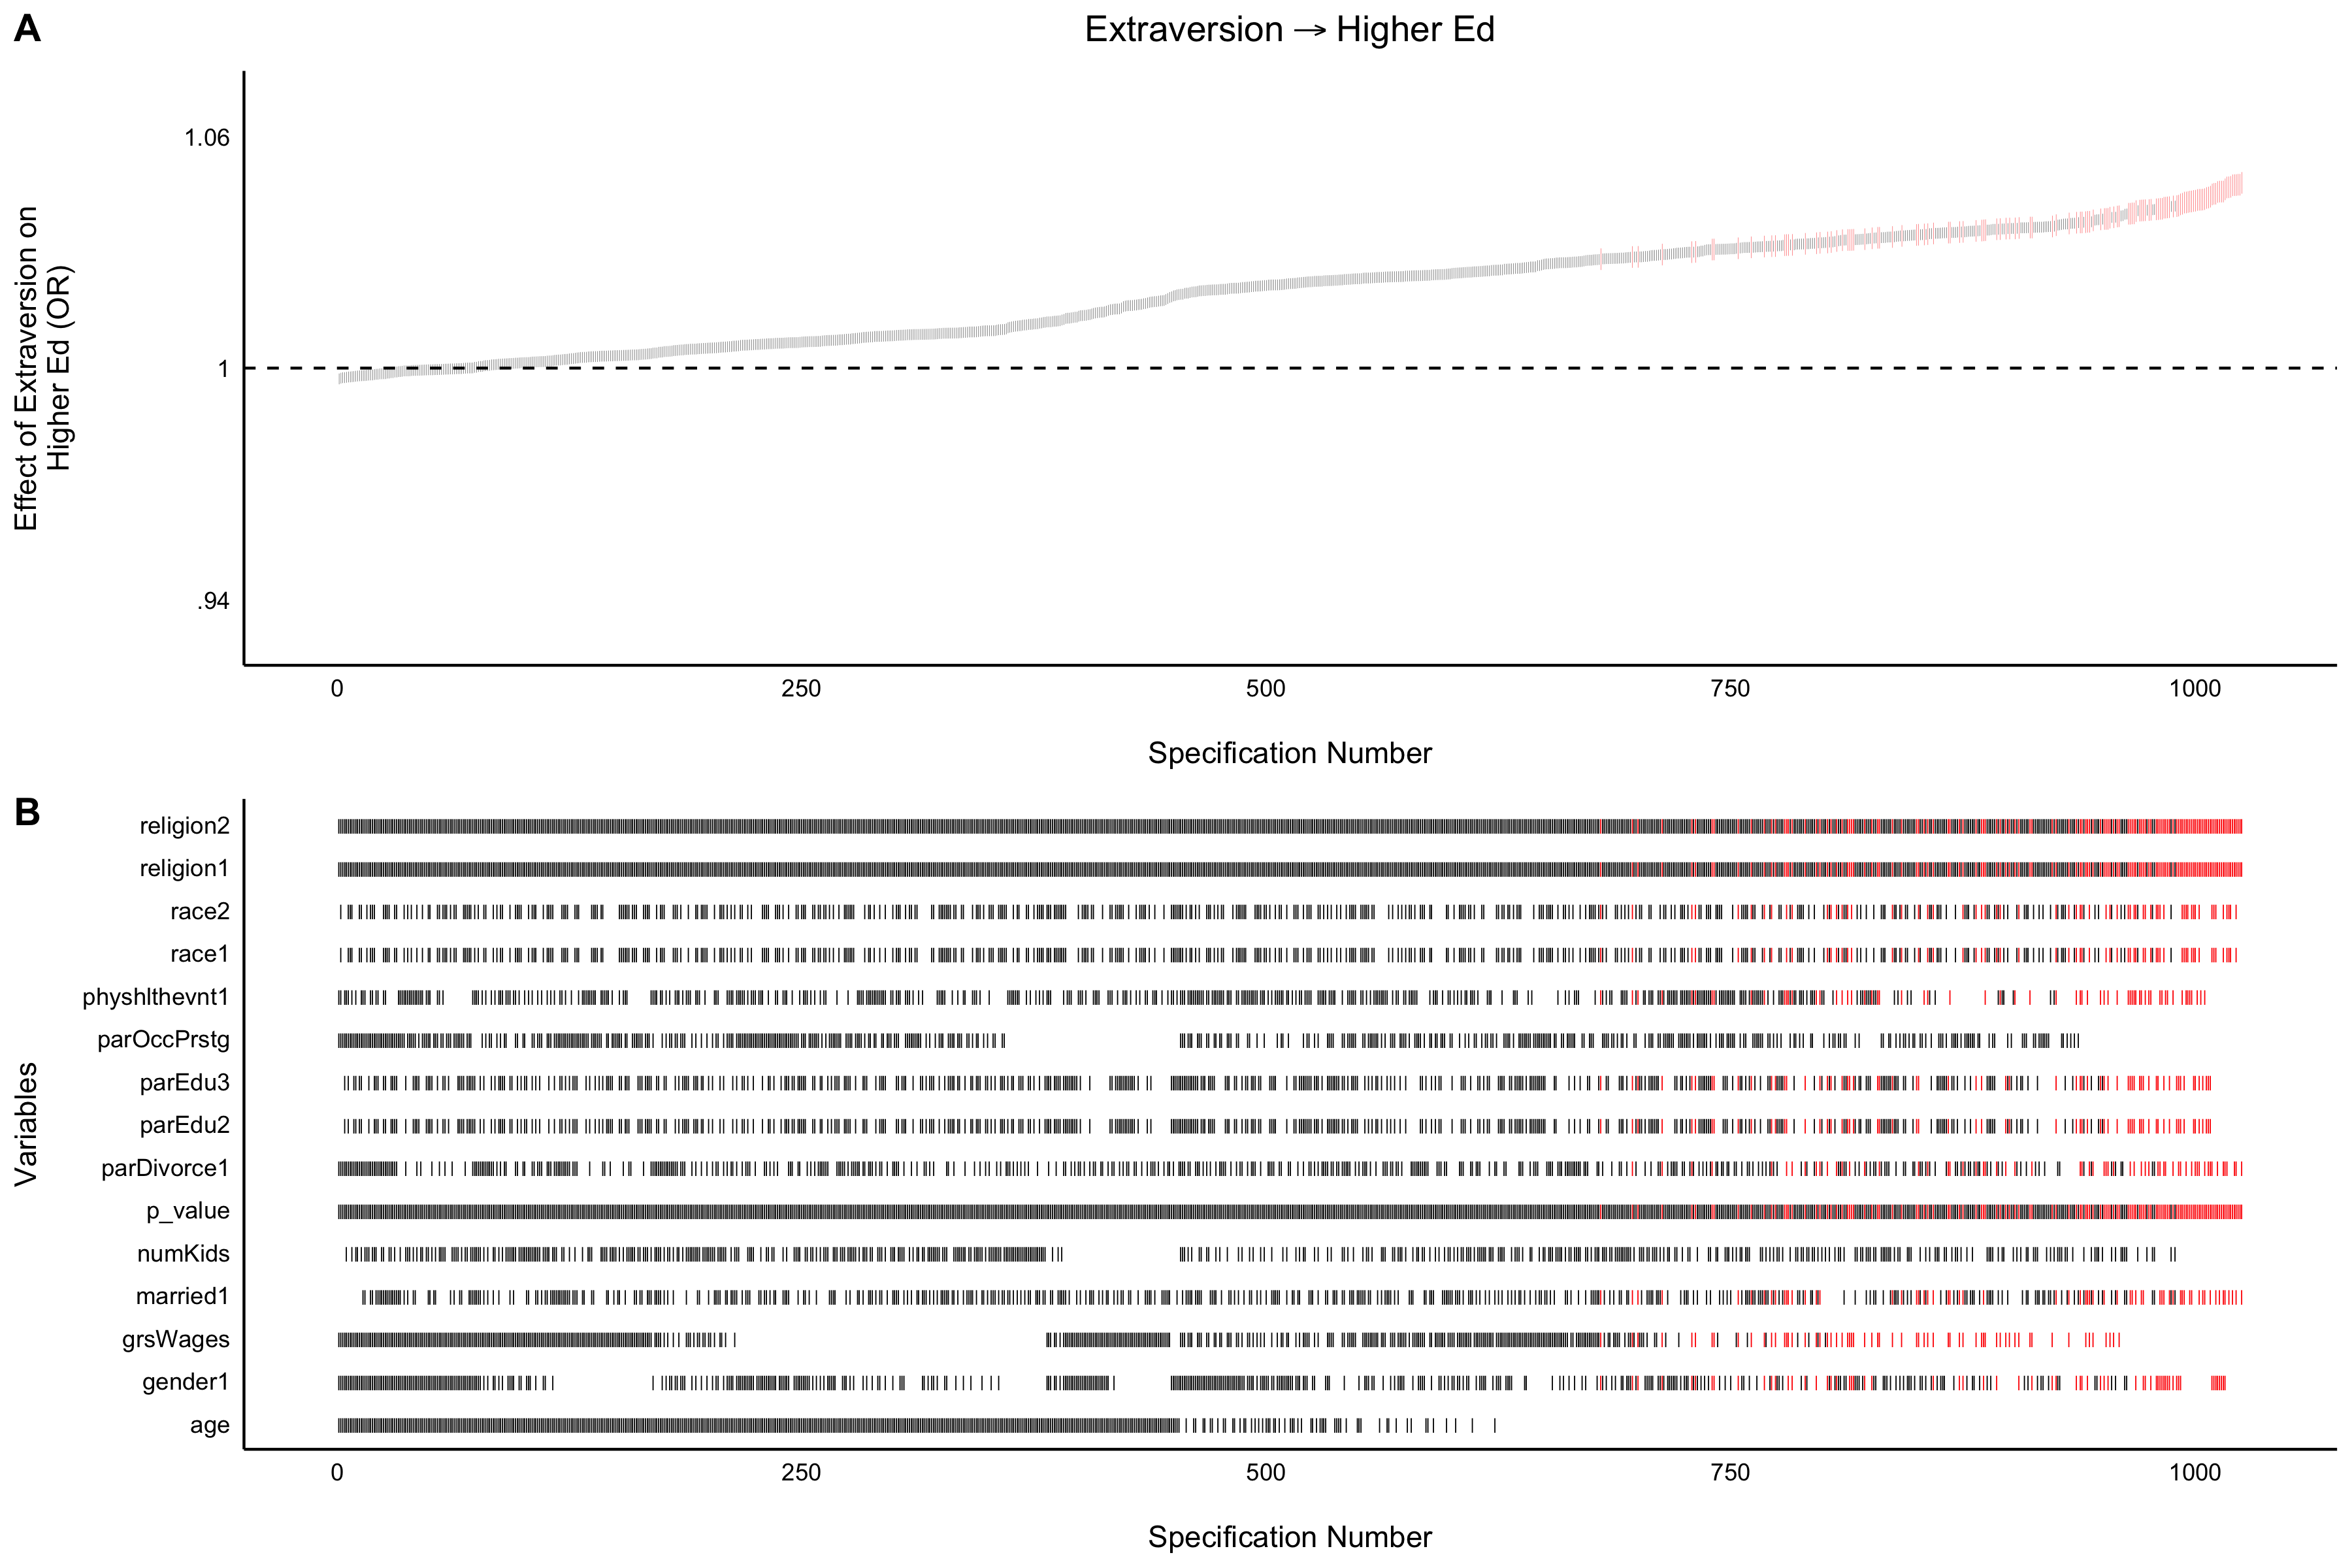 A
Extraversion → Higher Ed
Effect of Extraversion on
Higher Ed (OR)
1.06
1
.94
0 250 500 750 1000
Specification Number
B
Variables
religion2
religion1
race2
race1
physhlthevnt1
parOccPrstg
parEdu3
parEdu2
parDivorce1
p_value
numKids
married1
grsWages
gender1
age
0 250 500 750 1000
Specification Number